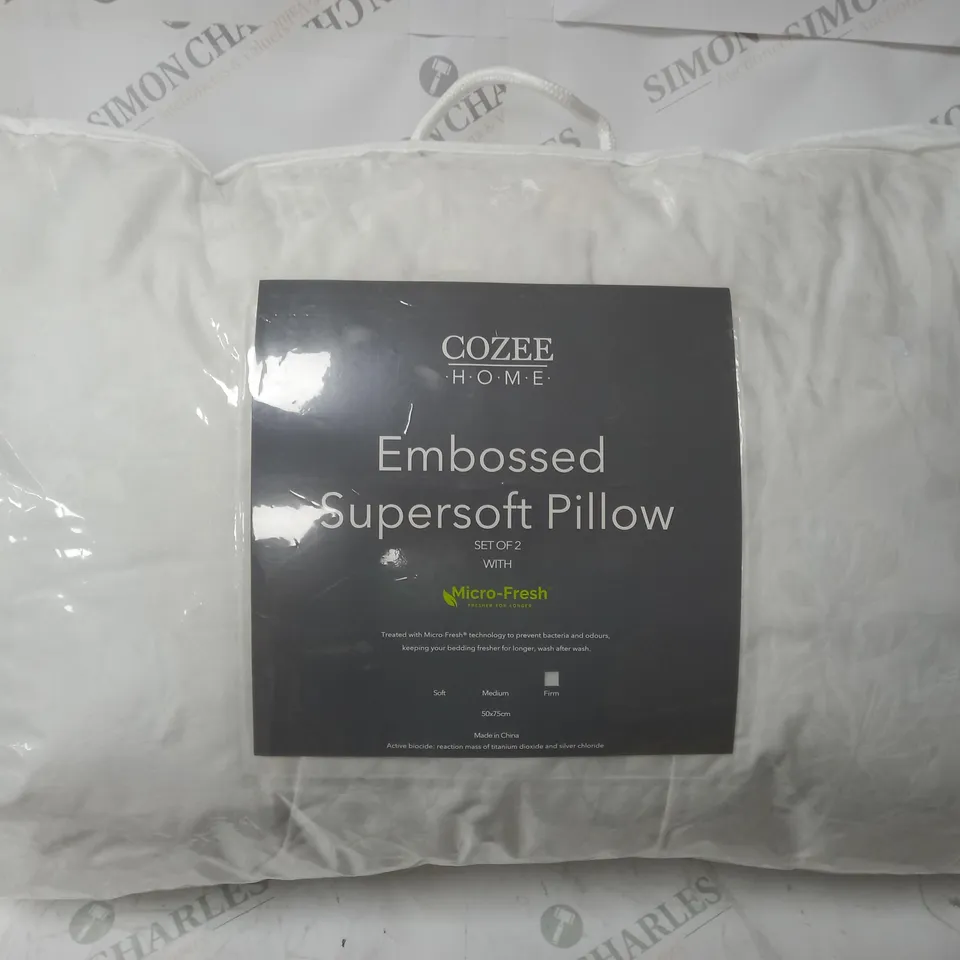 SIMON CHA
SIMON
CHA
COZEE
·H·O·M·E·
Embossed
Supersoft Pillow
SET OF 2
WITH
Micro-Fresh
FRESHER FOR LONGER
Treated with Micro-Fresh® technology to prevent bacteria and odours,
keeping your bedding fresher for longer, wash after wash.
Soft Medium Firm
50x75cm
Made in China
Active biocide: reaction mass of titanium dioxide and silver chloride
CHARLES
CHARLES